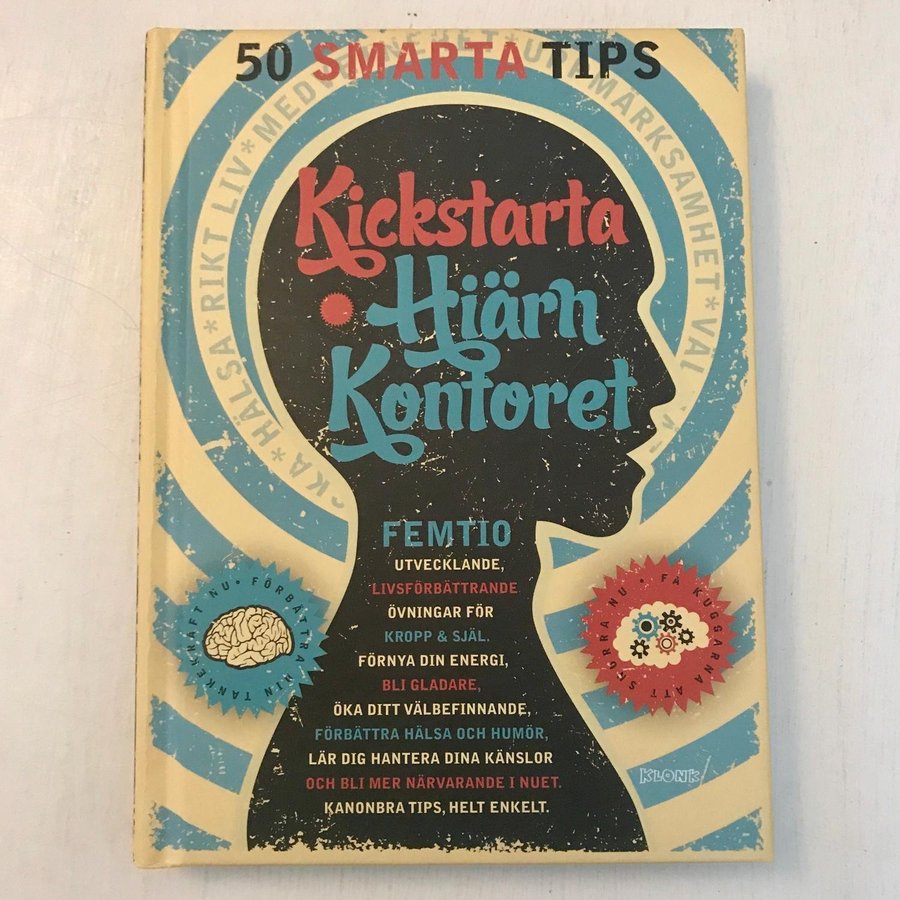 50 SMARTA TIPS
KA * HÄLSA * RIKT LIV * MEDVETENHET * UPPMÄRKSAMHET * VAL
Kickstarta
Hjärn
Kontoret
FEMTIO
UTVECKLANDE,
LIVSFÖRBÄTTRANDE
ÖVNINGAR FÖR
KROPP & SJÄL.
FÖRNYA DIN ENERGI,
BLI GLADARE,
ÖKA DITT VÄLBEFINNANDE,
FÖRBÄTTRA HÄLSA OCH HUMÖR,
LÄR DIG HANTERA DINA KÄNSLOR
OCH BLI MER NÄRVARANDE I NUET.
KANONBRA TIPS, HELT ENKELT.
FÖRBÄTTRA DIN TANKEKRAFT NU •
FÅ KUGGARNA ATT SNURRA NU •
KLONK